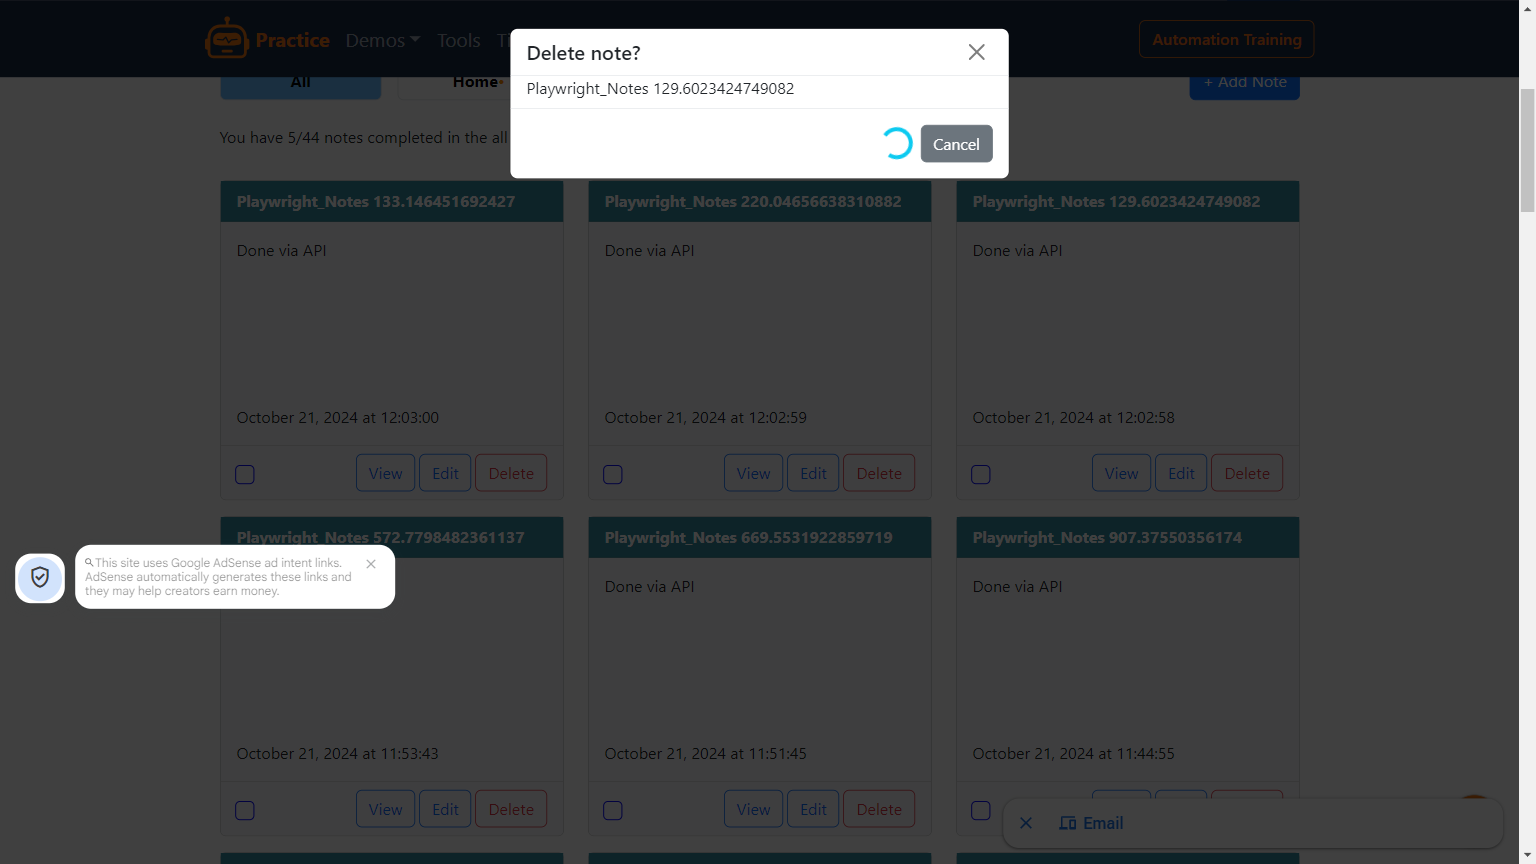 Practice
Demos
Tools
Automation Training
Delete note?
Playwright_Notes 129.6023424749082
Cancel
All
Home
+ Add Note
You have 5/44 notes completed in the all
Playwright_Notes 133.146451692427
Done via API
October 21, 2024 at 12:03:00
View Edit Delete
Playwright_Notes 220.04656638310882
Done via API
October 21, 2024 at 12:02:59
View Edit Delete
Playwright_Notes 129.6023424749082
Done via API
October 21, 2024 at 12:02:58
View Edit Delete
Playwright_Notes 572.7798482361137
October 21, 2024 at 11:53:43
View Edit Delete
Playwright_Notes 669.5531922859719
Done via API
October 21, 2024 at 11:51:45
View Edit Delete
Playwright_Notes 907.37550356174
Done via API
October 21, 2024 at 11:44:55
This site uses Google AdSense ad intent links.
AdSense automatically generates these links and
they may help creators earn money.
Email